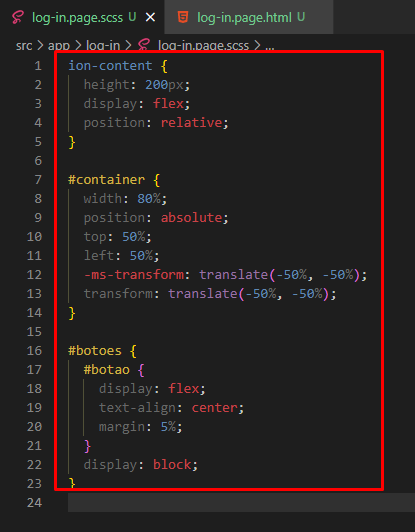 log-in.page.scss U
log-in.page.html U
src > app > log-in > log-in.page.scss > ...
1 ion-content {
2 height: 200px;
3 display: flex;
4 position: relative;
5 }
6
7 #container {
8 width: 80%;
9 position: absolute;
10 top: 50%;
11 left: 50%;
12 -ms-transform: translate(-50%, -50%);
13 transform: translate(-50%, -50%);
14 }
15
16 #botoes {
17 #botao {
18 display: flex;
19 text-align: center;
20 margin: 5%;
21 }
22 display: block;
23 }
24